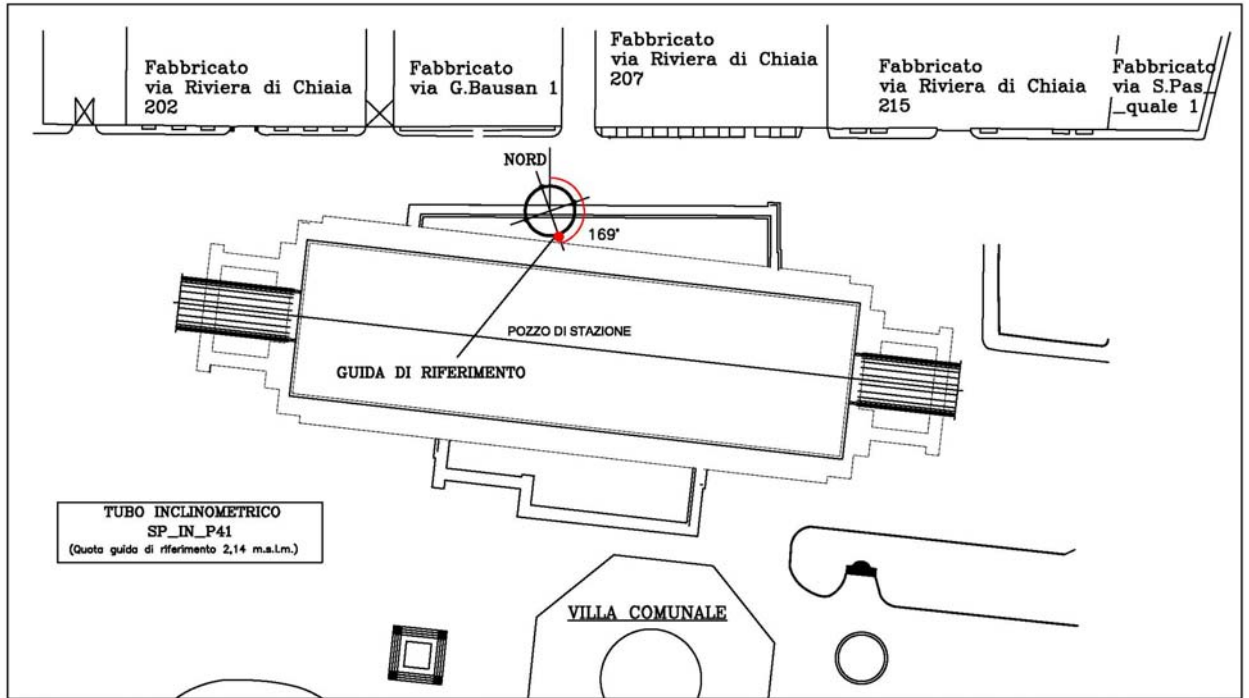 Fabbricato
via Riviera di Chiaia
202
Fabbricato
via G.Bausan 1
Fabbricato
via Riviera di Chiaia
207
Fabbricato
via Riviera di Chiaia
215
Fabbricato
via S.Pas_
_quale 1
NORD
169°
POZZO DI STAZIONE
GUIDA DI RIFERIMENTO
TUBO INCLINOMETRICO
SP_IN_P41
(Quota guida di riferimento 2,14 m.s.l.m.)
VILLA COMUNALE